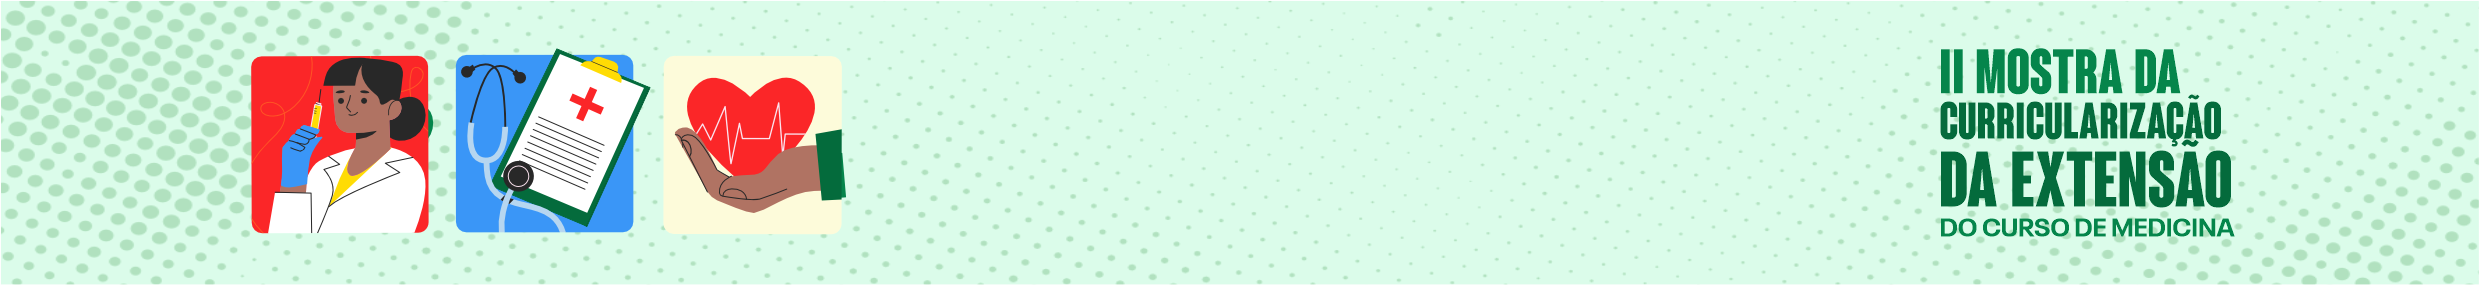 II MOSTRA DA
CURRICULARIZAÇÃO
DA EXTENSÃO
DO CURSO DE MEDICINA